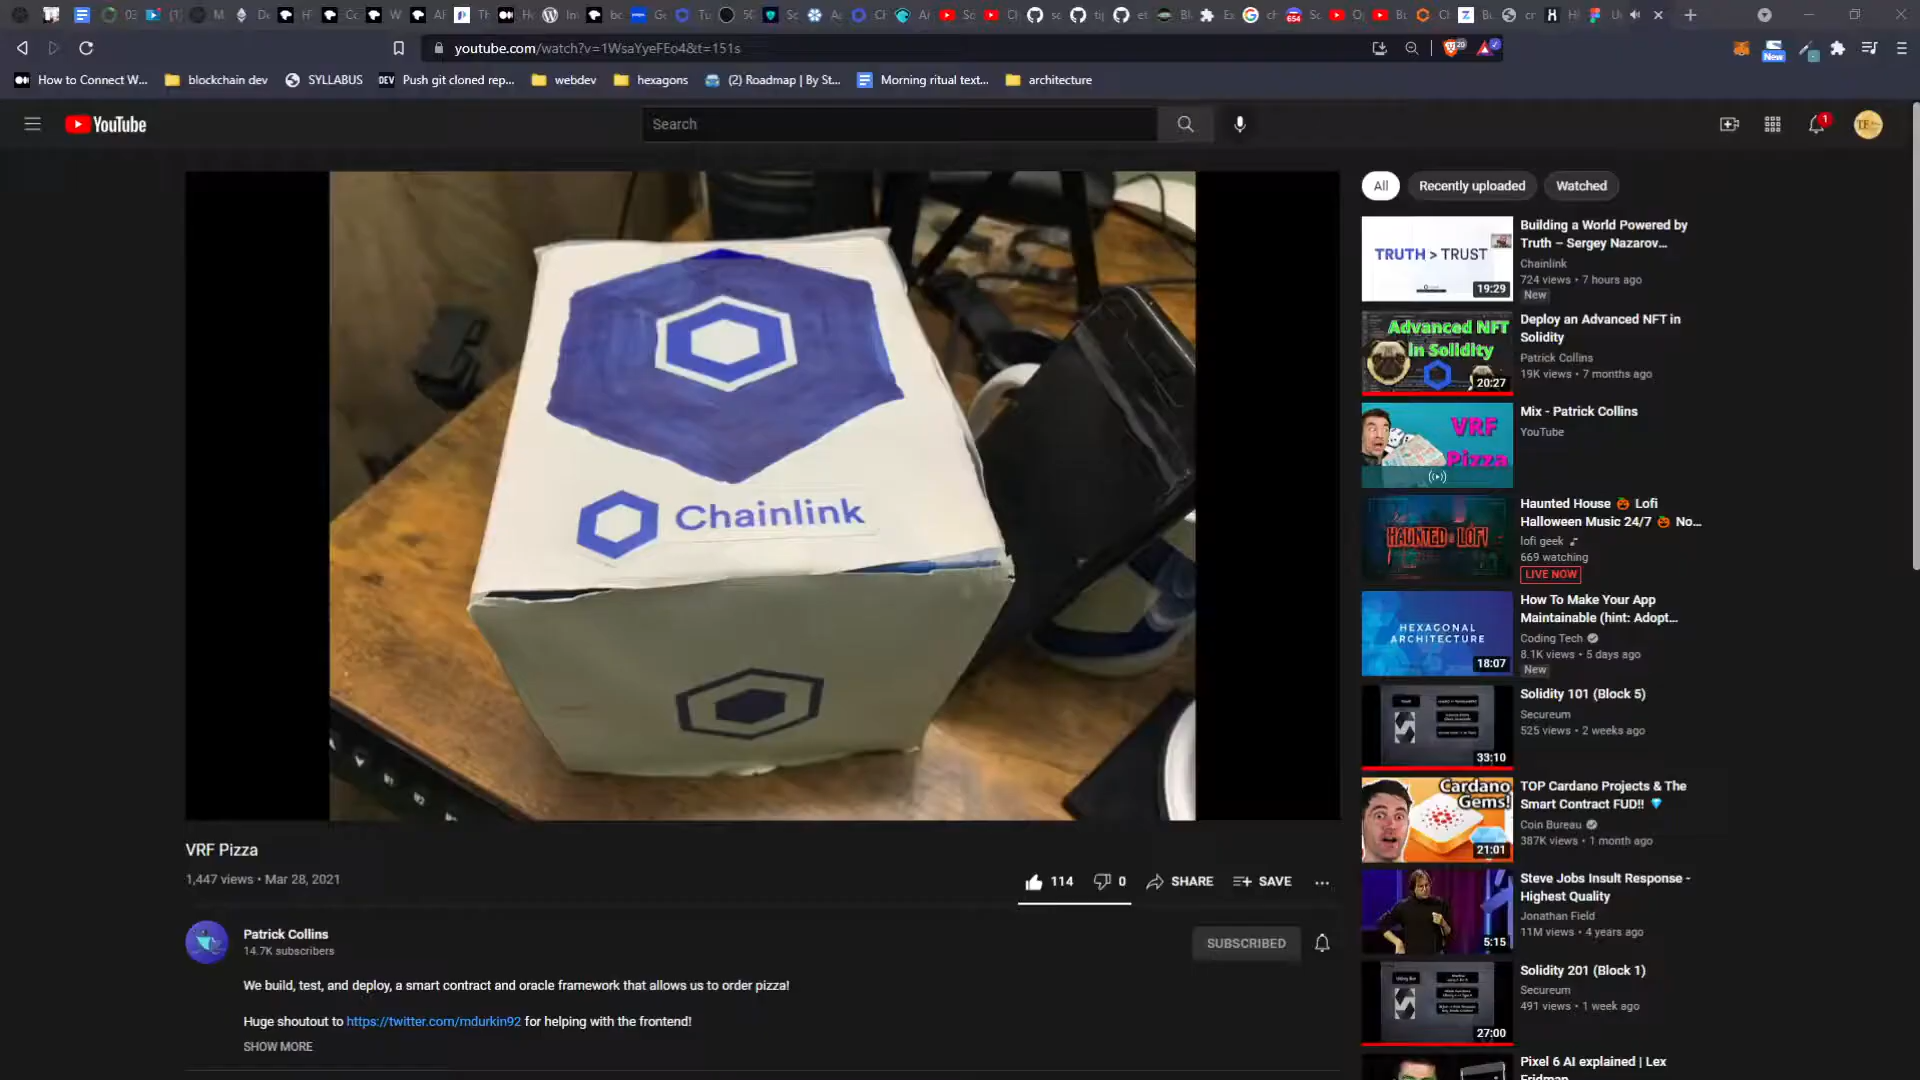 youtube.com/watch?v=1WsaYyeFEo4&t=151s
20
New
How to Connect W...
blockchain dev
SYLLABUS
DEV
Push git cloned rep...
webdev
hexagons
(2) Roadmap | By St...
Morning ritual text...
architecture
YouTube
Search
1
All
Recently uploaded
Watched
Chainlink
VRF Pizza
1,447 views • Mar 28, 2021
114
0
SHARE
SAVE
Patrick Collins
14.7K subscribers
SUBSCRIBED
We build, test, and deploy, a smart contract and oracle framework that allows us to order pizza!
Huge shoutout to https://twitter.com/mdurkin92 for helping with the frontend!
SHOW MORE
TRUTH > TRUST
19:29
Building a World Powered by
Truth – Sergey Nazarov...
Chainlink
724 views • 7 hours ago
New
Advanced NFT
in Solidity
20:27
Deploy an Advanced NFT in
Solidity
Patrick Collins
19K views • 7 months ago
VRF
Pizza
Mix - Patrick Collins
YouTube
HAUNTED LOFI
Haunted House 🎃 Lofi
Halloween Music 24/7 🎃 No...
lofi geek
669 watching
LIVE NOW
HEXAGONAL
ARCHITECTURE
18:07
How To Make Your App
Maintainable (hint: Adopt...
Coding Tech
8.1K views • 5 days ago
New
33:10
Solidity 101 (Block 5)
Secureum
525 views • 2 weeks ago
Cardano
Gems!
21:01
TOP Cardano Projects & The
Smart Contract FUD!! 💎
Coin Bureau
387K views • 1 month ago
5:15
Steve Jobs Insult Response -
Highest Quality
Jonathan Field
11M views • 4 years ago
27:00
Solidity 201 (Block 1)
Secureum
491 views • 1 week ago
Pixel 6 AI explained | Lex
Fridman